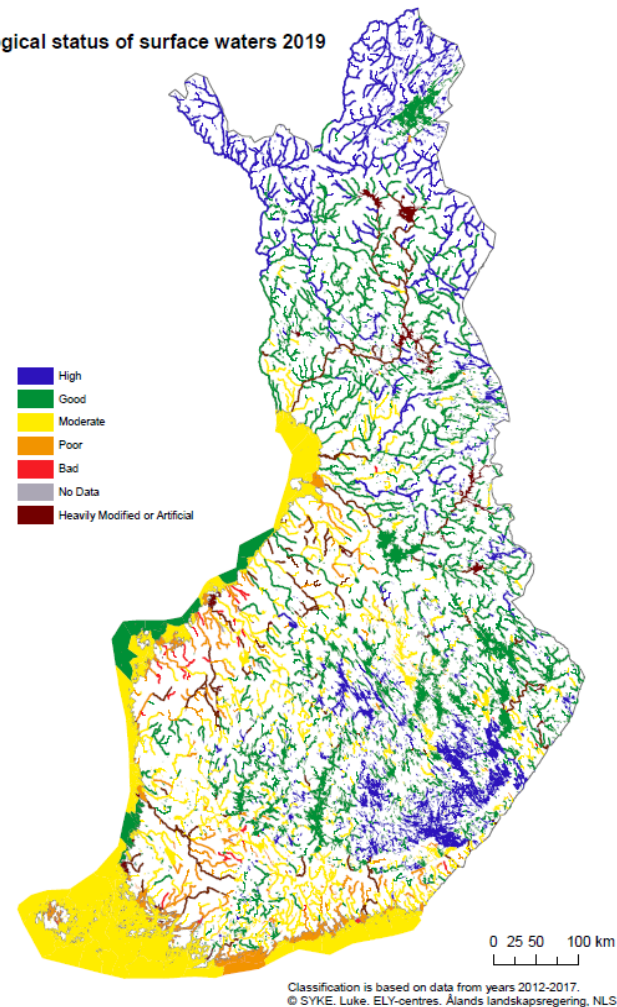 ogical status of surface waters 2019
High
Good
Moderate
Poor
Bad
No Data
Heavily Modified or Artificial
0 25 50 100 km
Classification is based on data from years 2012-2017.
© SYKE. Luke. ELY-centres. Ålands landskapsregering, NLS